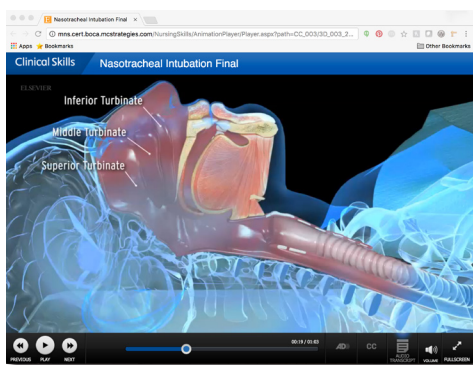 Nasotracheal Intubation Final
mns.cert.boca.mcstrategies.com/NursingSkills/AnimationPlayer/Player.aspx?path=CC_003/3Q_003_2...
Apps
Bookmarks
Other Bookmarks
Clinical Skills
Nasotracheal Intubation Final
ELSEVIER
Inferior Turbinate
Middle Turbinate
Superior Turbinate
00:19 / 01:03
AD
CC
PREVIOUS
PLAY
NEXT
AUDIO
TRANSCRIPT
VOLUME
FULLSCREEN